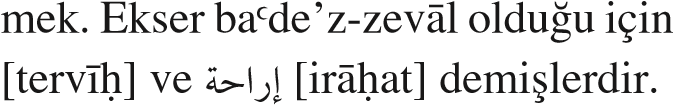 mek. Ekser baʿde’z-zevāl olduğu için
[tervīḥ] ve إراحة [irāḥat] demişlerdir.